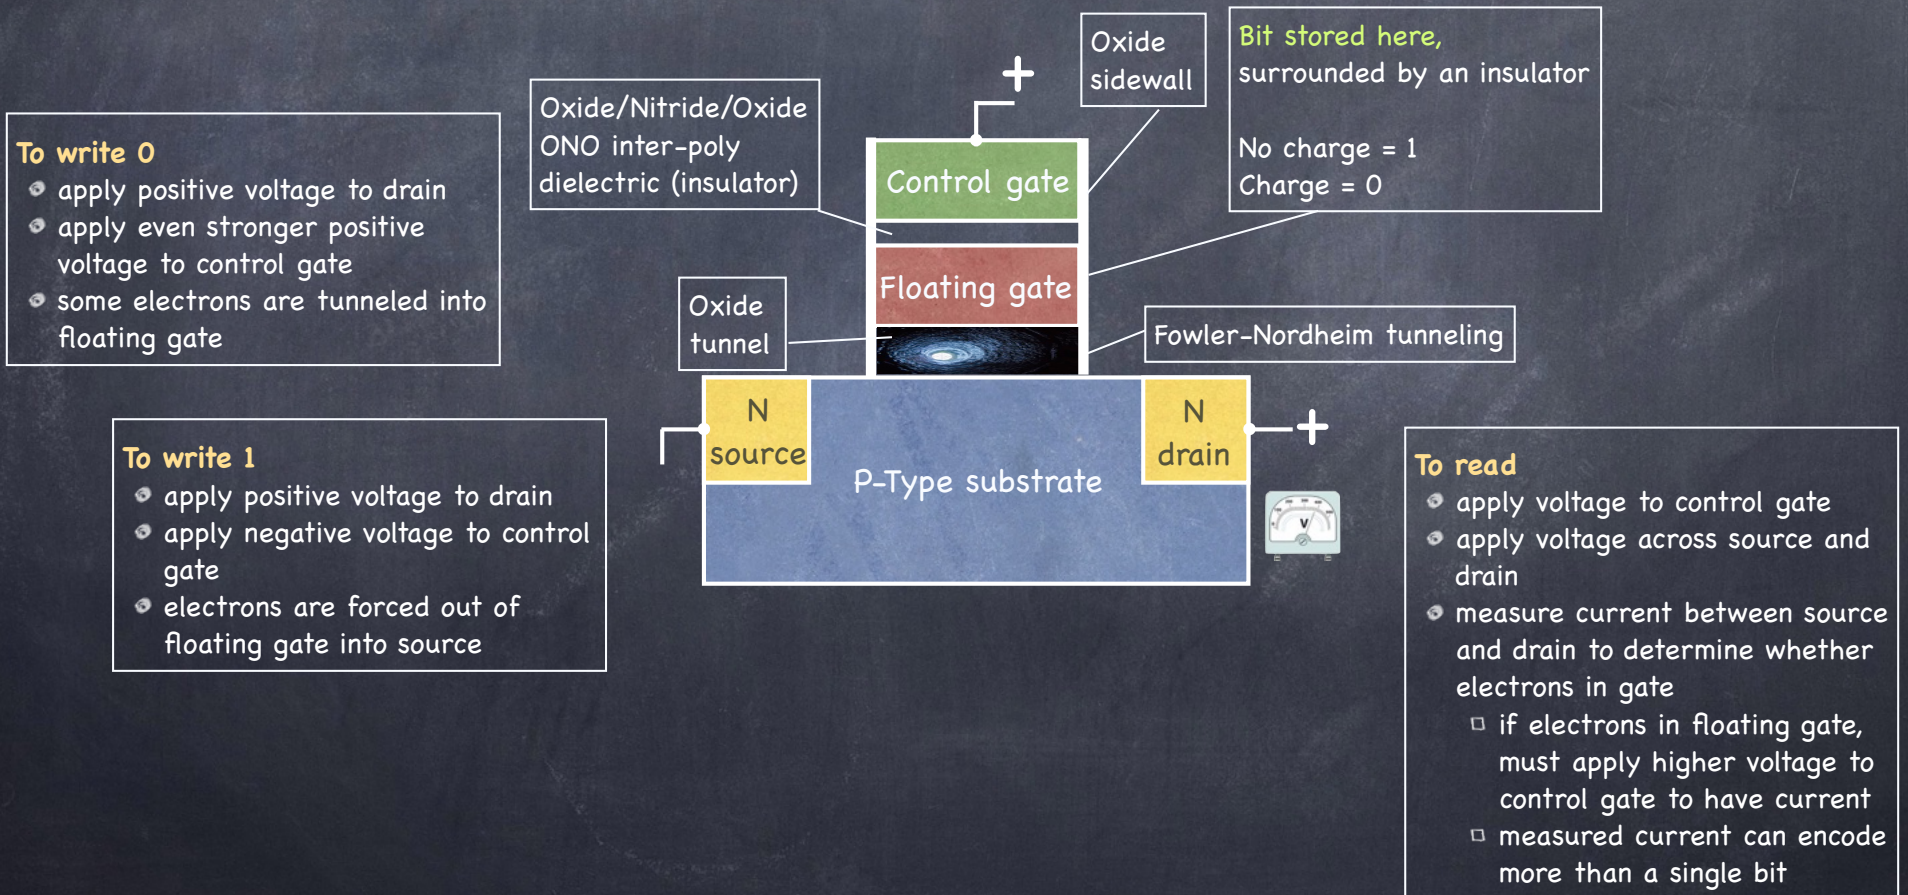 Oxide
sidewall
Bit stored here,
surrounded by an insulator
No charge = 1
Charge = 0
+
Oxide/Nitride/Oxide
ONO inter-poly
dielectric (insulator)
To write 0
apply positive voltage to drain
apply even stronger positive
voltage to control gate
some electrons are tunneled into
floating gate
Control gate
Floating gate
Oxide
tunnel
Fowler-Nordheim tunneling
N
source
N
drain
+
P-Type substrate
V
To write 1
apply positive voltage to drain
apply negative voltage to control
gate
electrons are forced out of
floating gate into source
To read
apply voltage to control gate
apply voltage across source and
drain
measure current between source
and drain to determine whether
electrons in gate
if electrons in floating gate,
must apply higher voltage to
control gate to have current
measured current can encode
more than a single bit